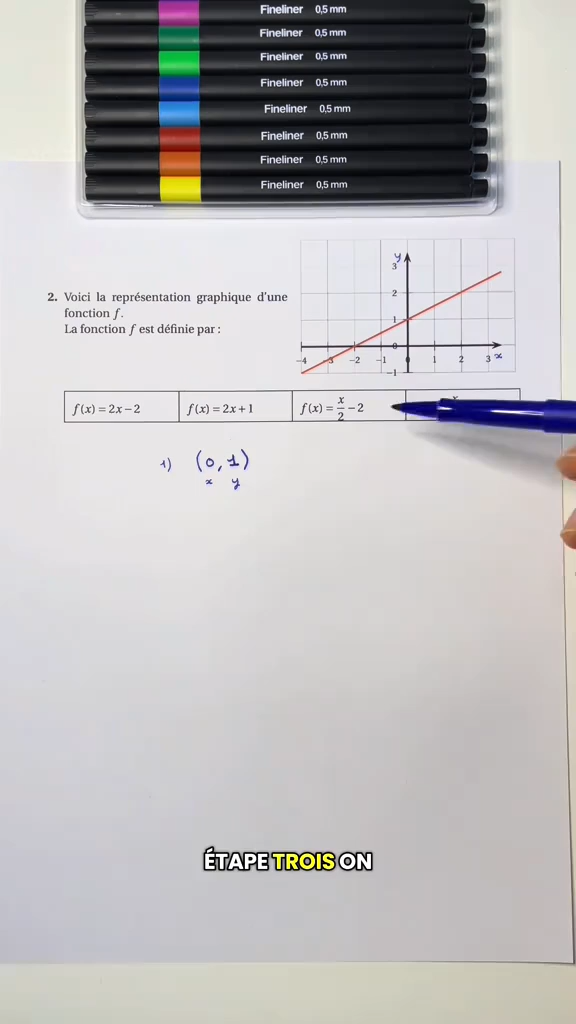 Fineliner 0,5 mm
Fineliner 0,5 mm
Fineliner 0,5 mm
Fineliner 0,5 mm
Fineliner 0,5 mm
Fineliner 0,5 mm
Fineliner 0,5 mm
Fineliner 0,5 mm
2. Voici la représentation graphique d'une
fonction f.
La fonction f est définie par :
y
3
2
1
0
-4 -3 -2 -1 0 1 2 3 x
-1
f(x) = 2x − 2 f(x) = 2x + 1 f(x) = x/2 − 2
1) (0, 1)
x y
ÉTAPE TROIS ON